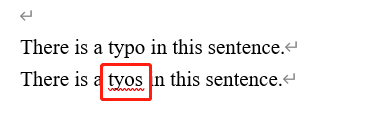 There is a typo in this sentence.
There is a tyos in this sentence.